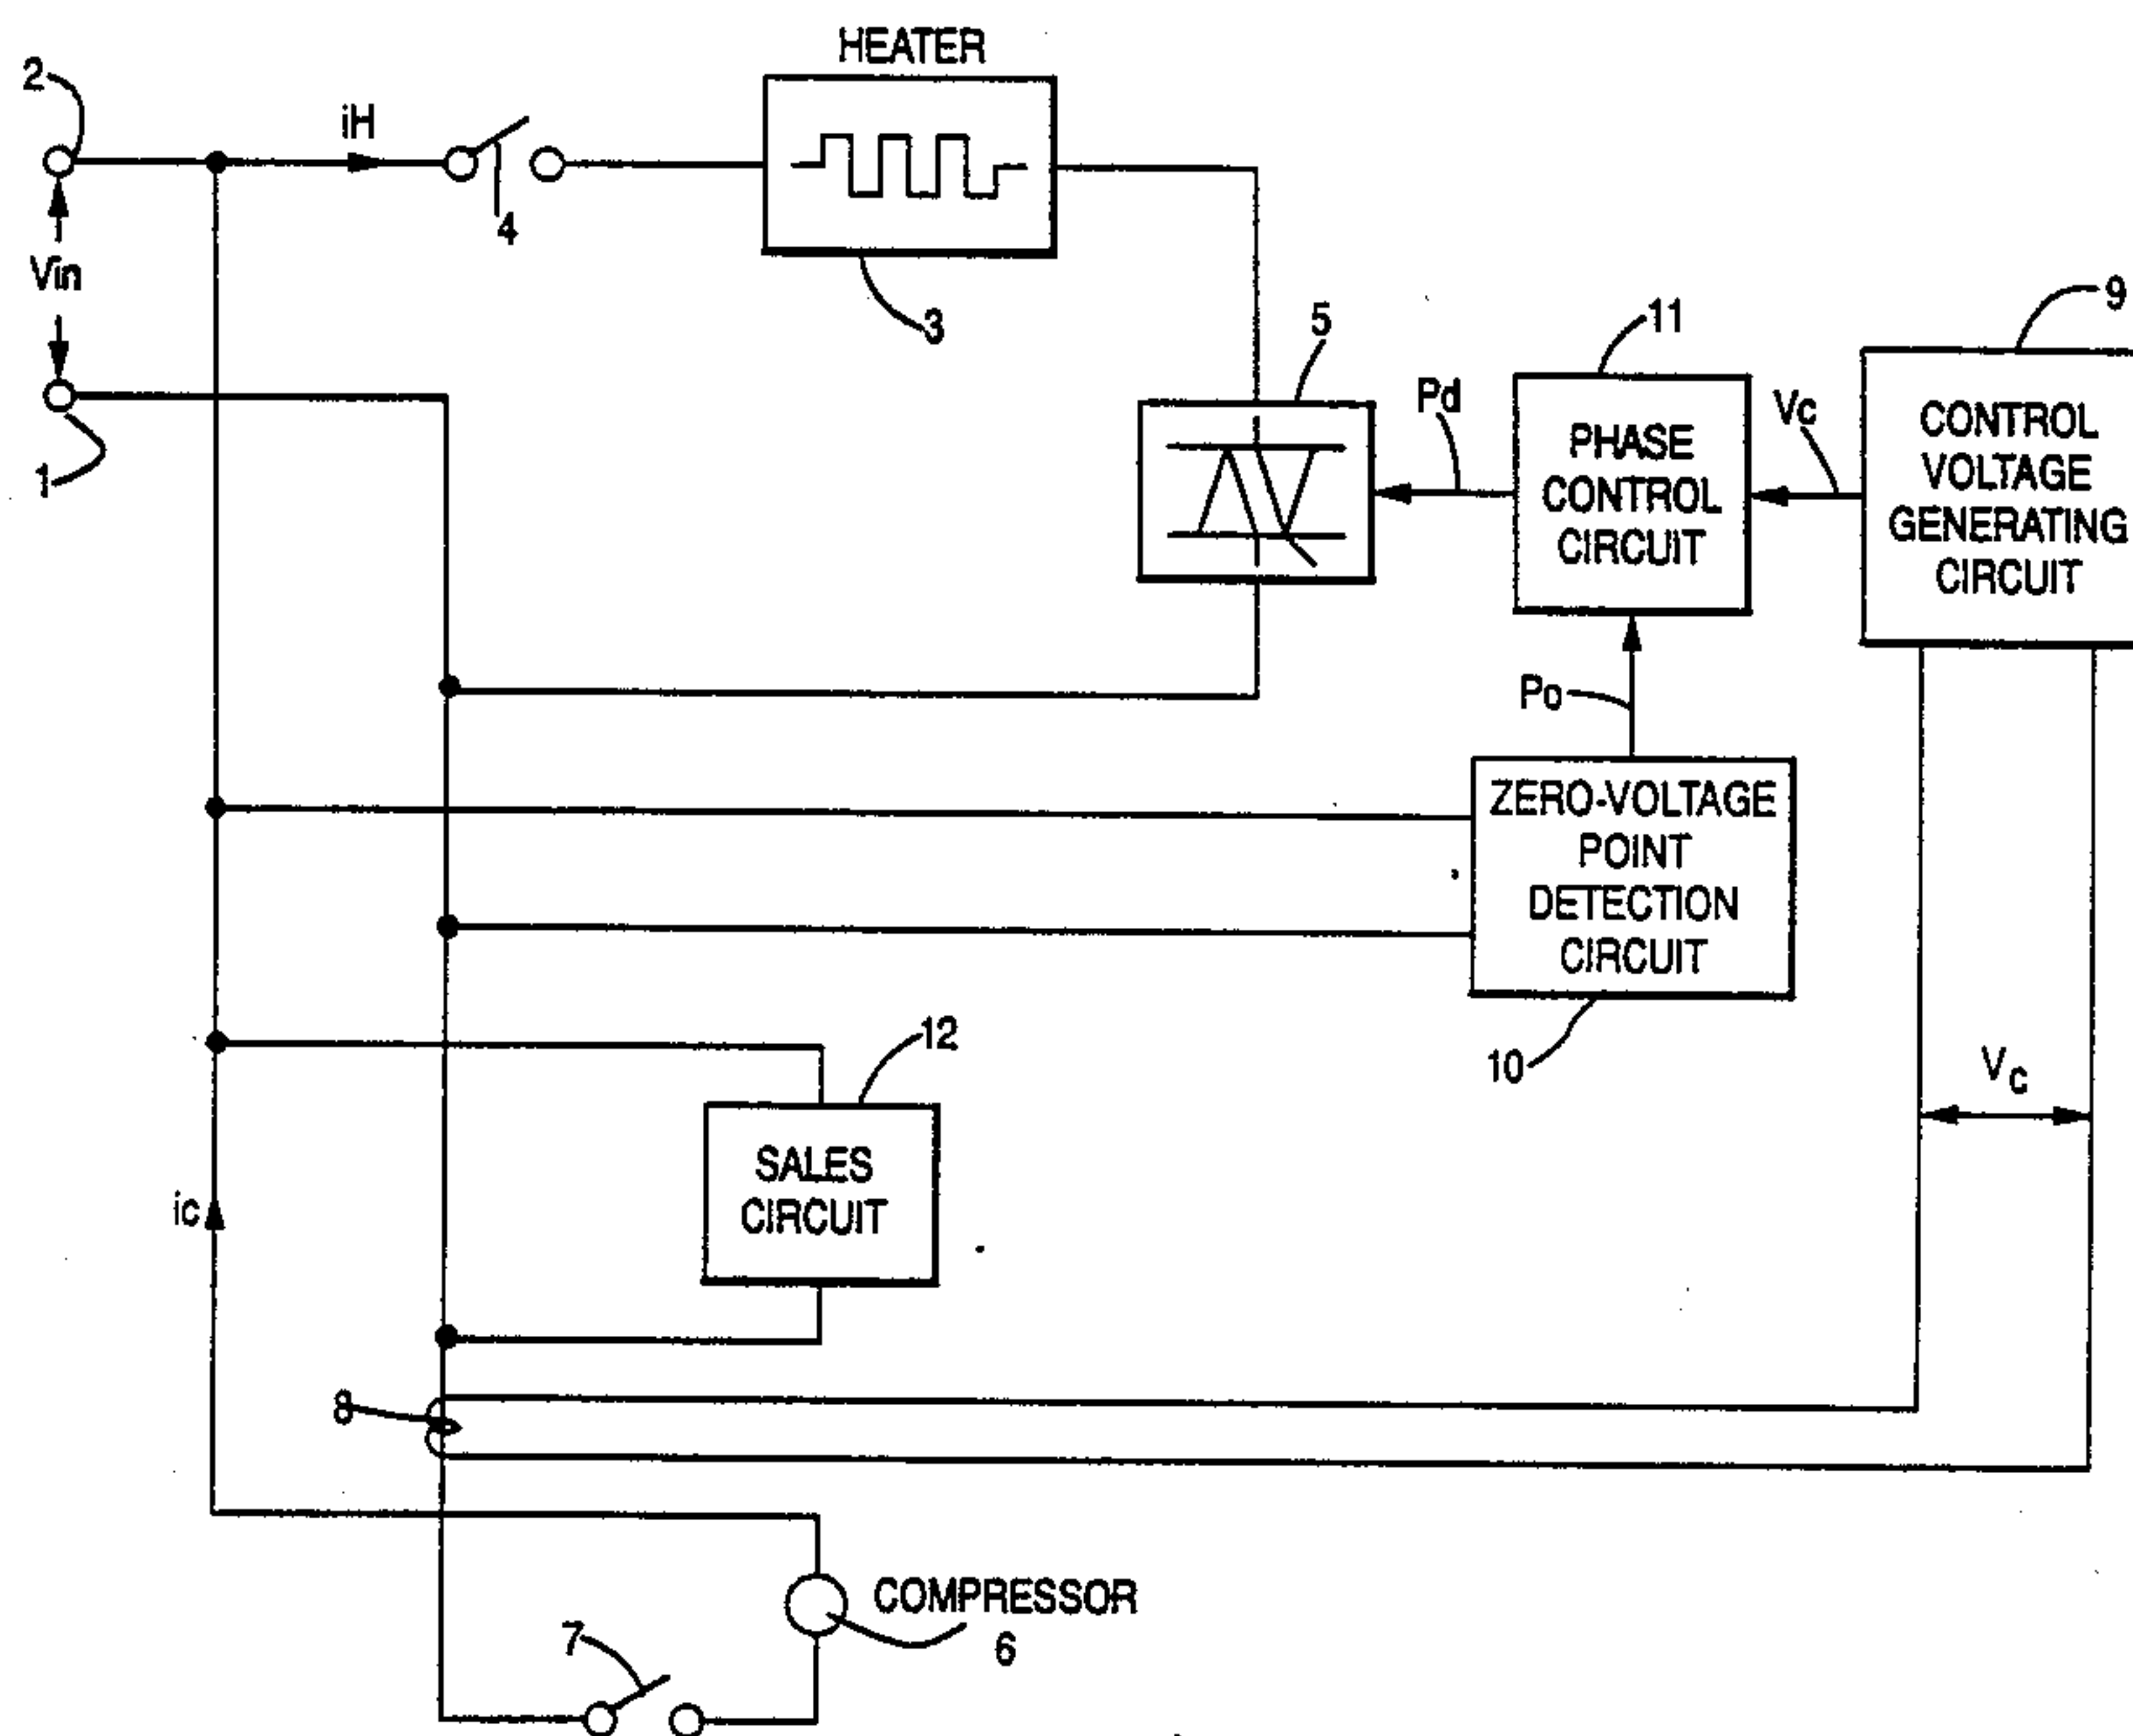 HEATER
2
iH
4
Vin
3
1
5
11
9
Pd
Vc
PHASE
CONTROL
CIRCUIT
CONTROL
VOLTAGE
GENERATING
CIRCUIT
Po
ZERO-VOLTAGE
POINT
DETECTION
CIRCUIT
10
12
Vc
SALES
CIRCUIT
ic
8
COMPRESSOR
6
7